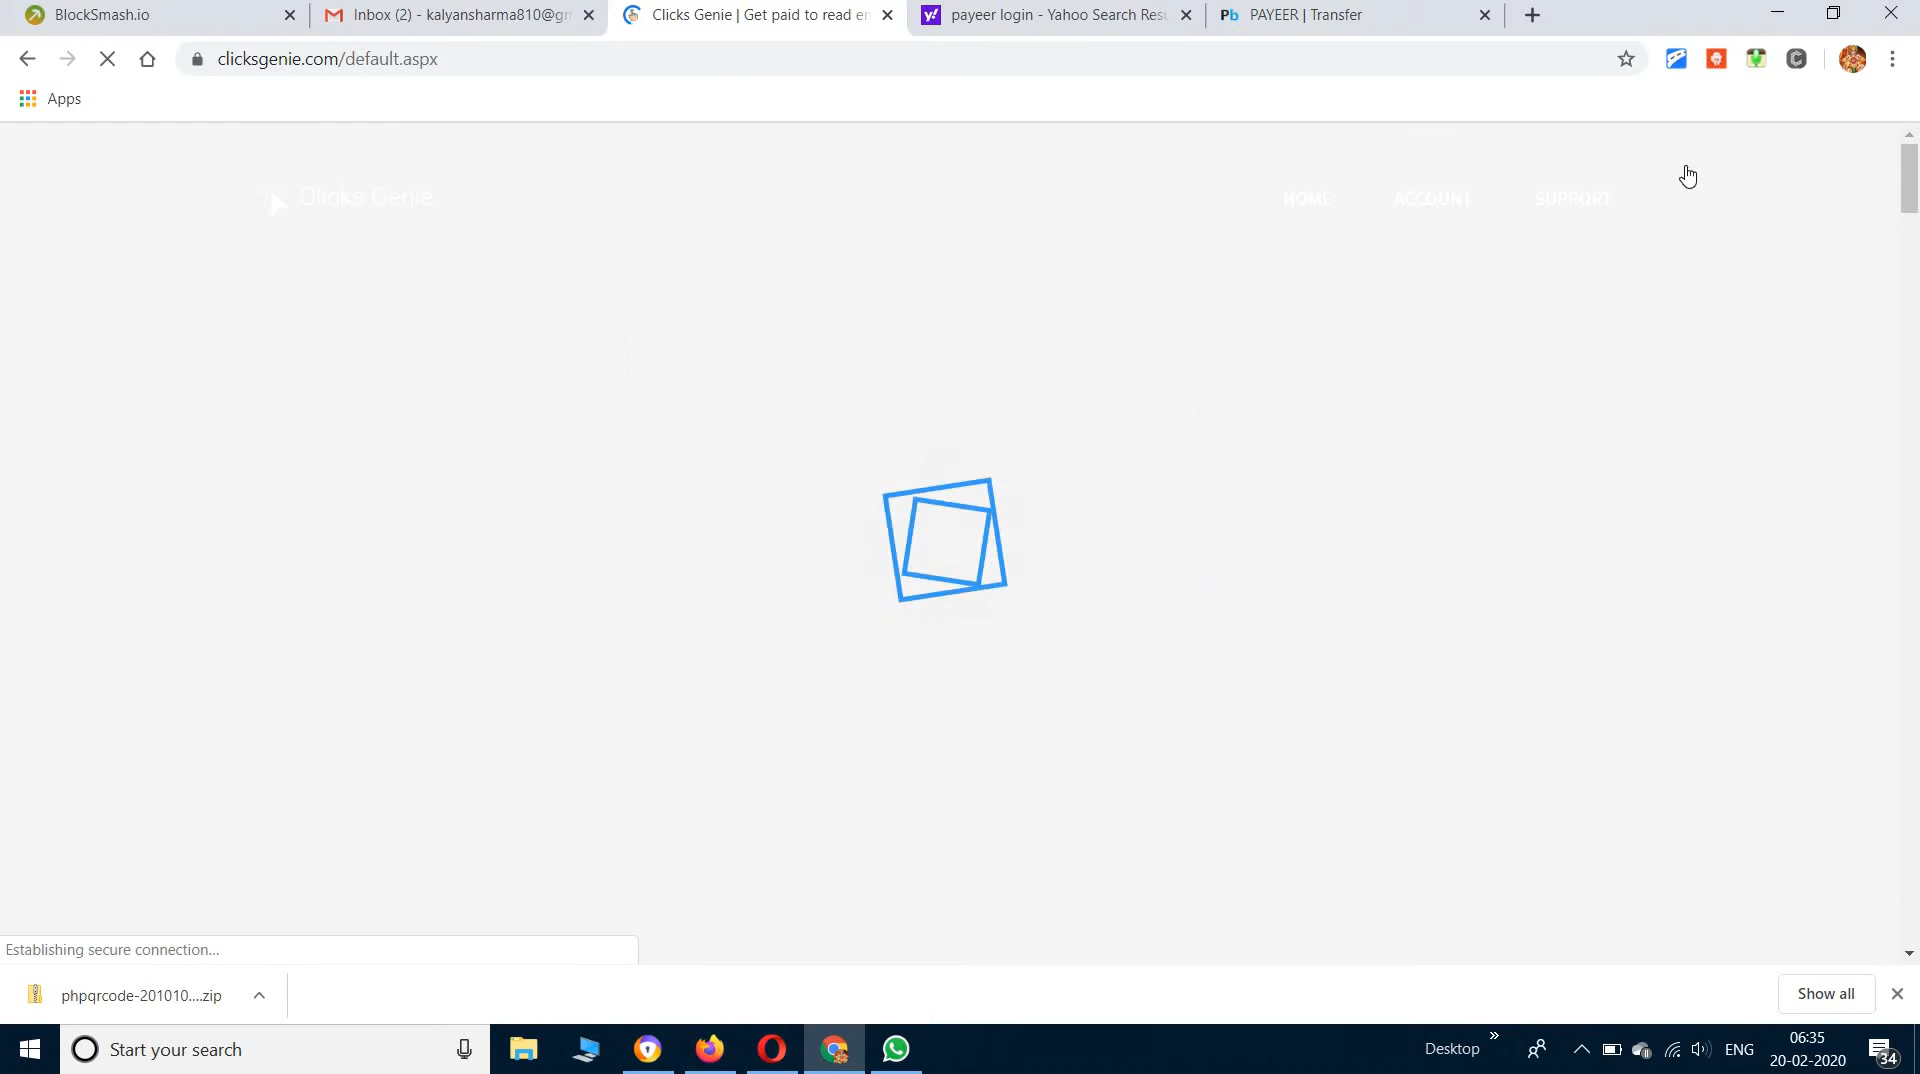 BlockSmash.io
Inbox (2) - kalyansharma810@gm
Clicks Genie | Get paid to read em
payeer login - Yahoo Search Resu
Pb PAYEER | Transfer
clicksgenie.com/default.aspx
Apps
Clicks Genie
HOME ACCOUNT SUPPORT
Establishing secure connection...
phpqrcode-201010....zip
Show all
Start your search
Desktop
ENG
06:35
20-02-2020
34